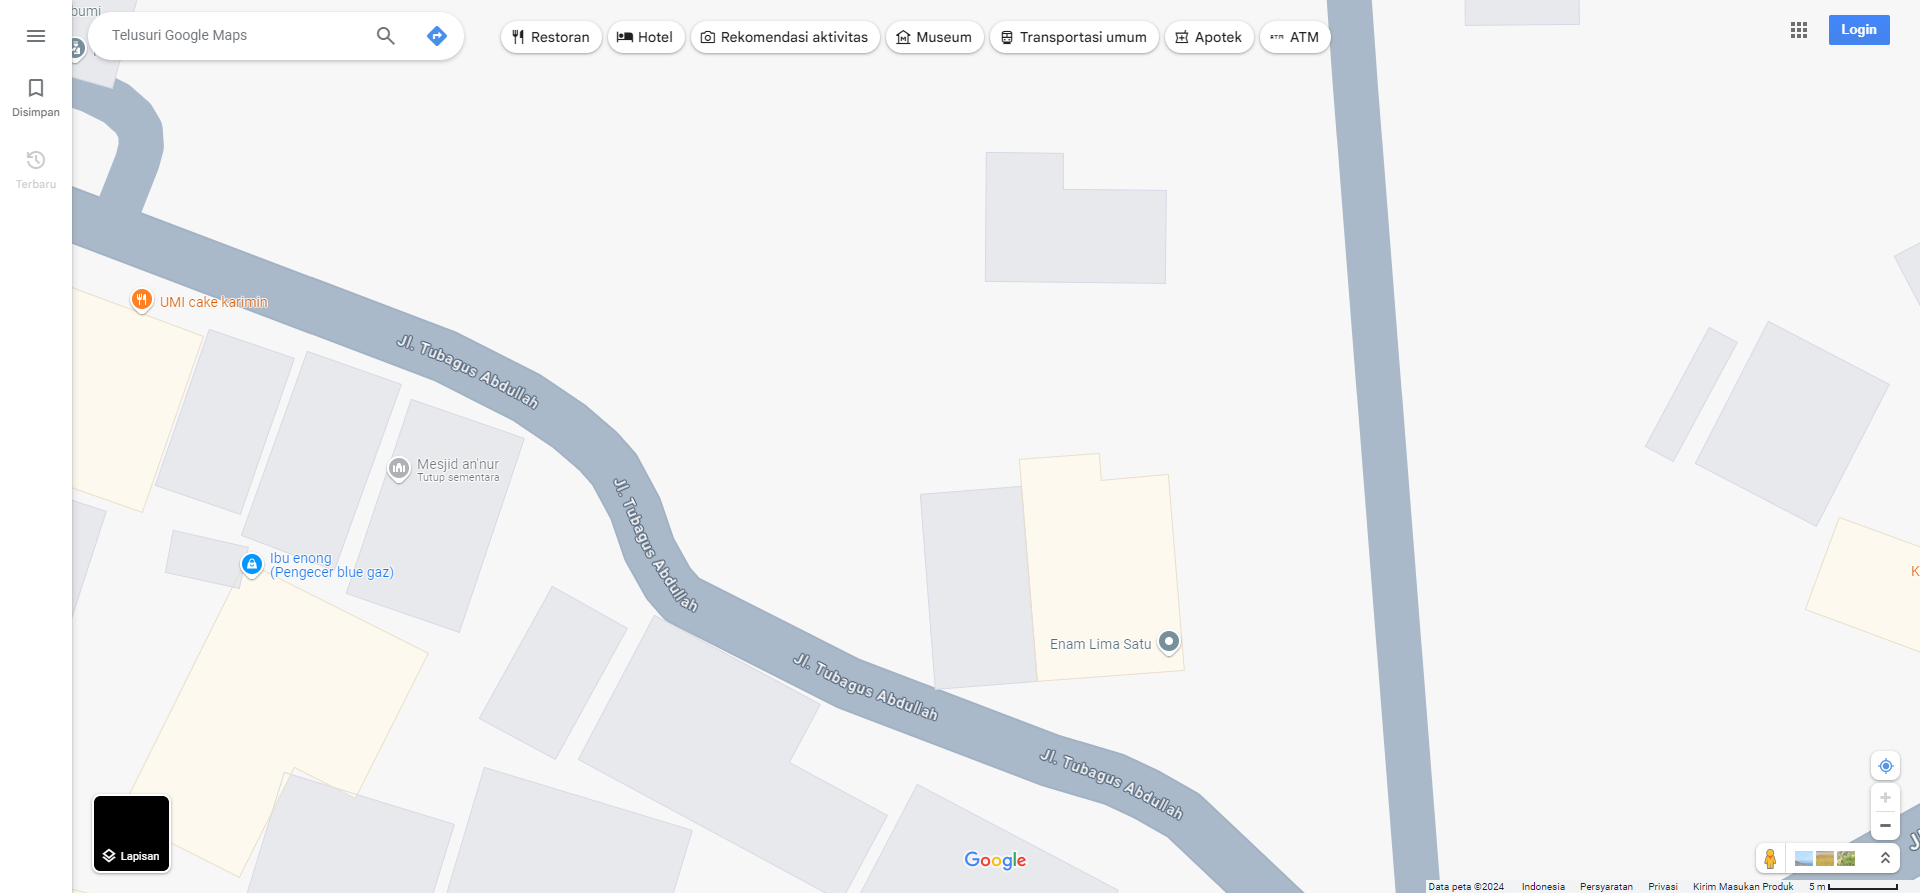 bumi
Telusuri Google Maps
Restoran
Hotel
Rekomendasi aktivitas
Museum
Transportasi umum
Apotek
ATM
Login
Disimpan
Terbaru
UMI cake karimin
Jl. Tubagus Abdullah
Mesjid an'nur
Tutup sementara
Jl. Tubagus Abdullah
Ibu enong
(Pengecer blue gaz)
Enam Lima Satu
K
Jl. Tubagus Abdullah
Jl. Tubagus Abdullah
Lapisan
Google
Data peta ©2024
Indonesia
Persyaratan
Privasi
Kirim Masukan Produk
5 m